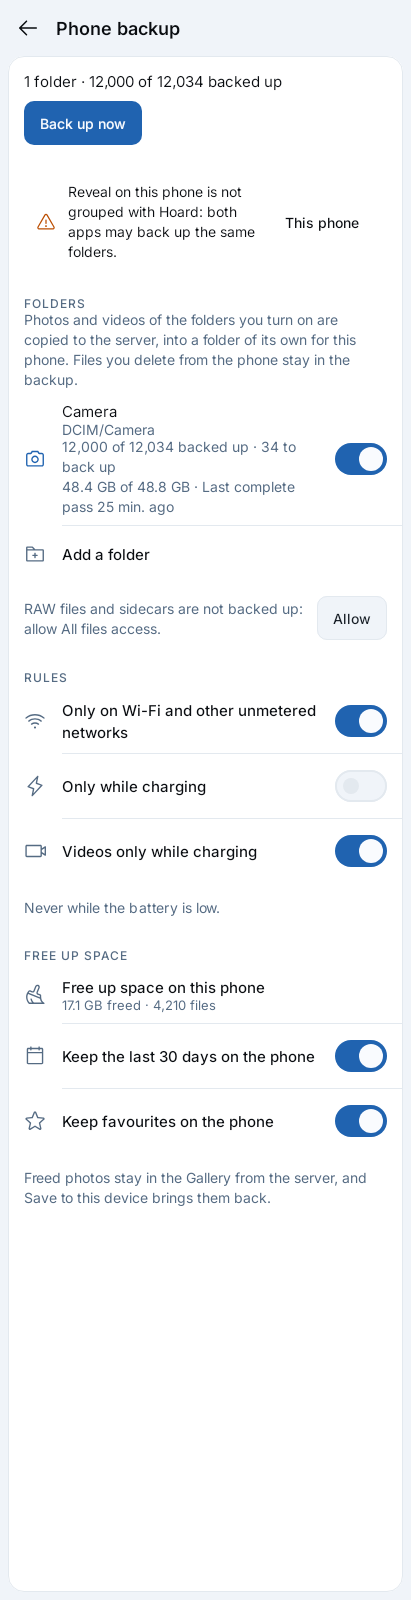 Phone backup
1 folder · 12,000 of 12,034 backed up
Back up now
Reveal on this phone is not
grouped with Hoard: both
apps may back up the same
folders.
This phone
FOLDERS
Photos and videos of the folders you turn on are
copied to the server, into a folder of its own for this
phone. Files you delete from the phone stay in the
backup.
Camera
DCIM/Camera
12,000 of 12,034 backed up · 34 to
back up
48.4 GB of 48.8 GB · Last complete
pass 25 min. ago
Add a folder
RAW files and sidecars are not backed up:
allow All files access.
Allow
RULES
Only on Wi-Fi and other unmetered
networks
Only while charging
Videos only while charging
Never while the battery is low.
FREE UP SPACE
Free up space on this phone
17.1 GB freed · 4,210 files
Keep the last 30 days on the phone
Keep favourites on the phone
Freed photos stay in the Gallery from the server, and
Save to this device brings them back.